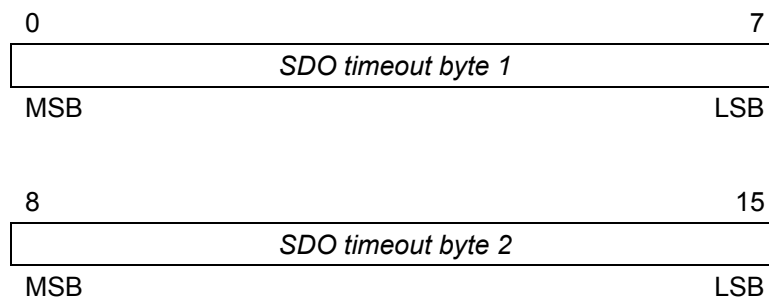 0 7
SDO timeout byte 1
MSB LSB
8 15
SDO timeout byte 2
MSB LSB